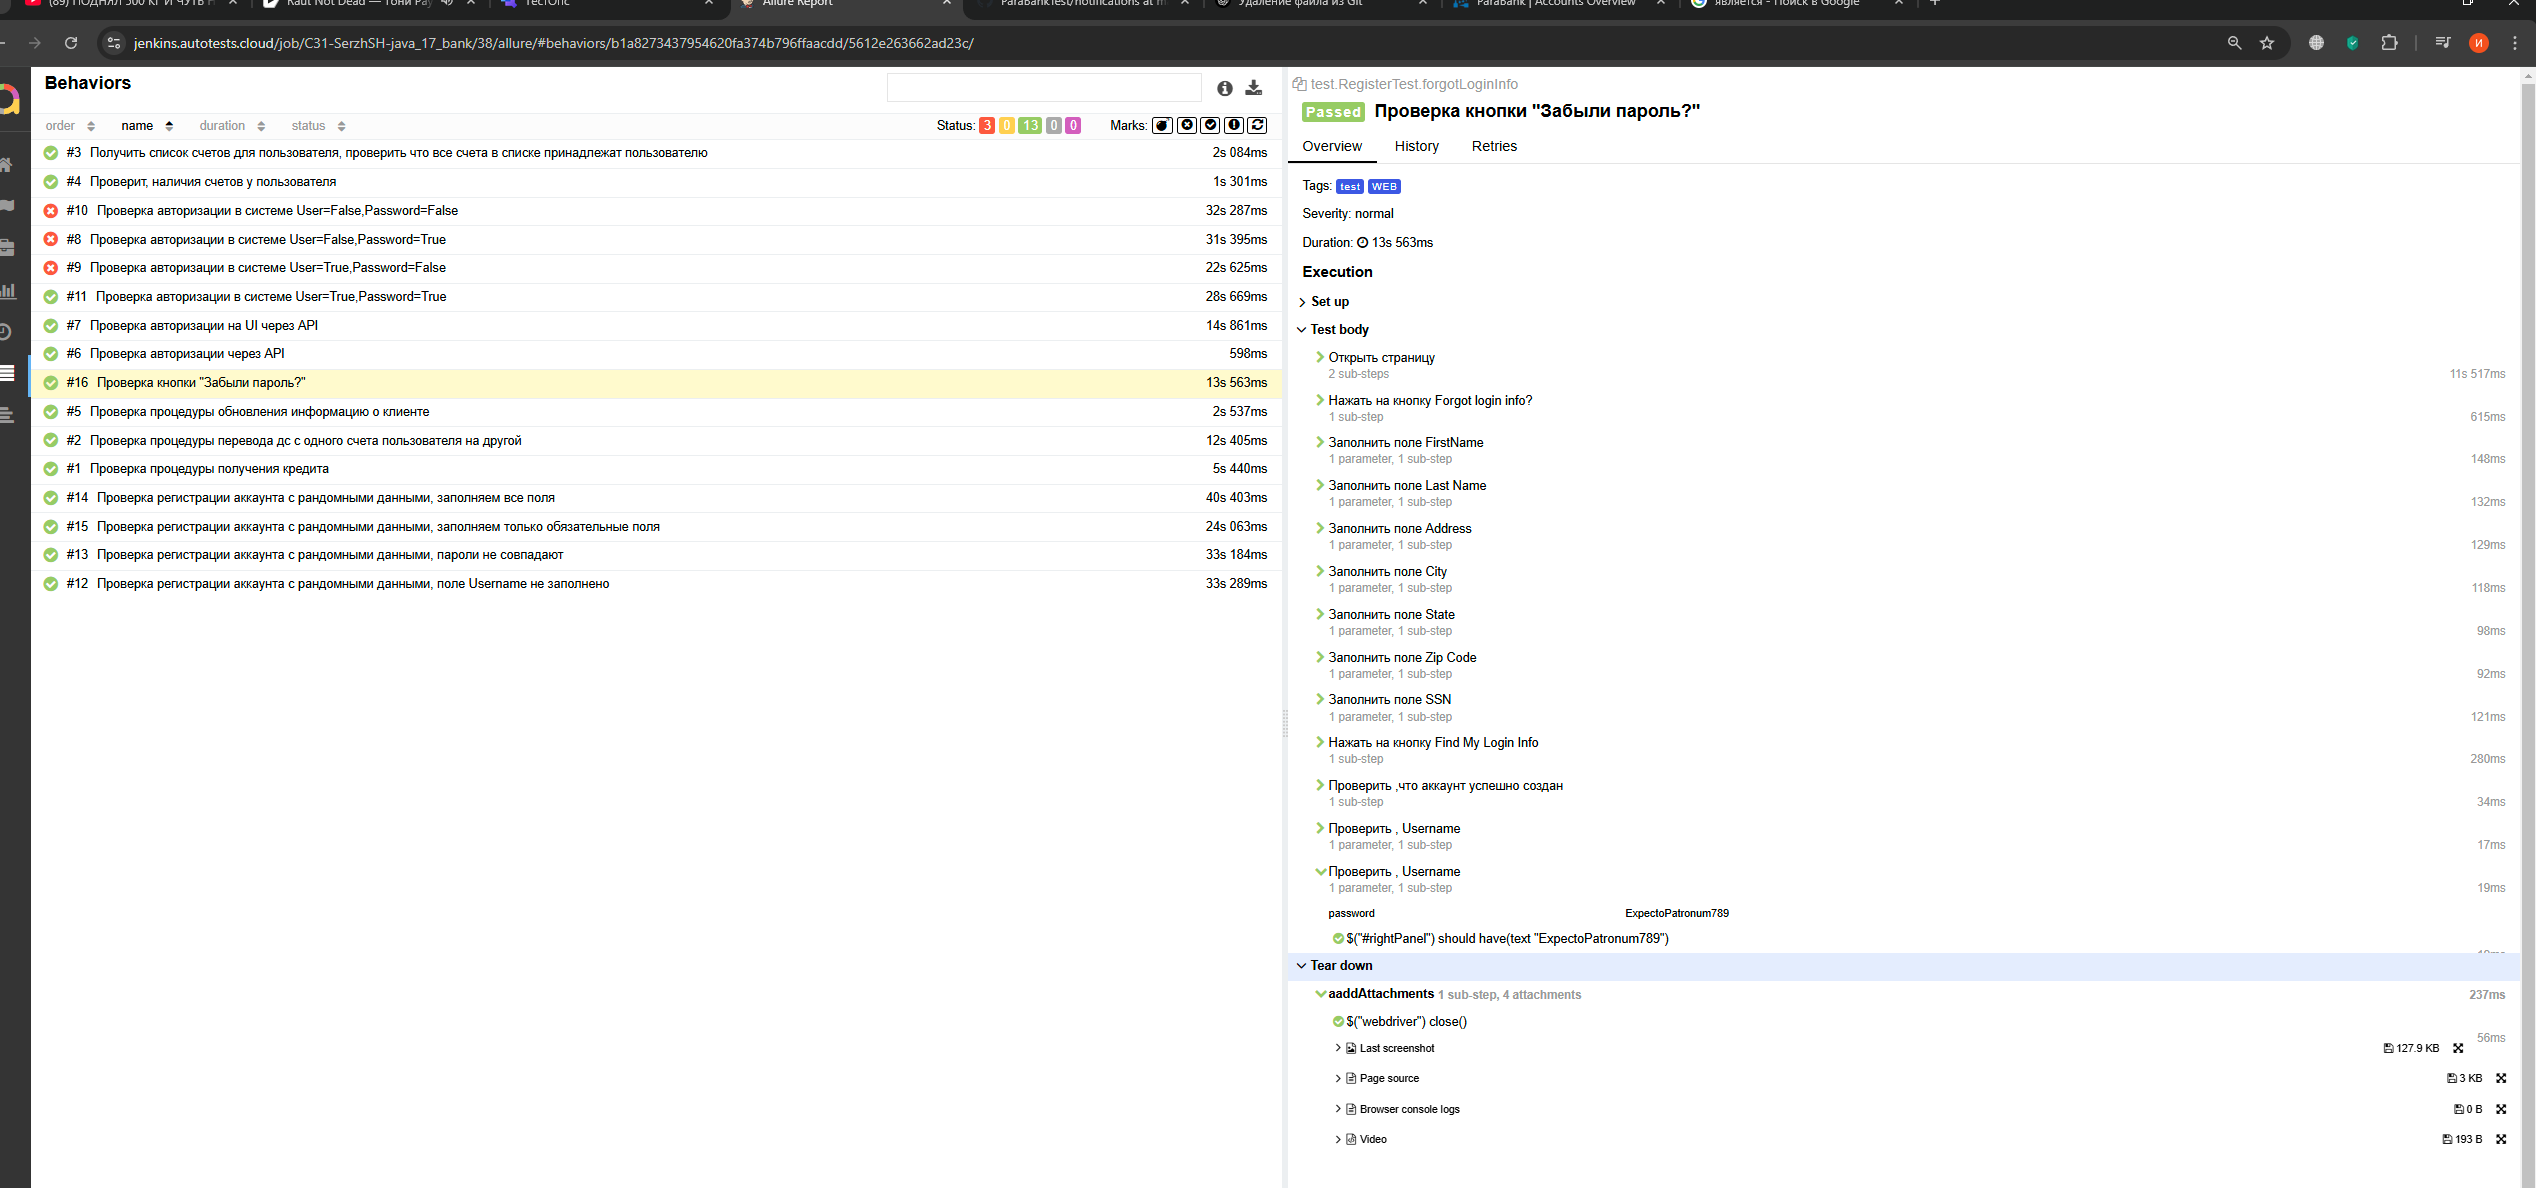 (89) ПОДНЯЛ 500 КГ И ЧУТЬ Н
Kaut Not Dead — Тони Рау
ТестОпс
Allure Report
ParabankTest/notifications at m
Удаление файла из Git
ParaBank | Accounts Overview
является - Поиск в Google
jenkins.autotests.cloud/job/C31-SerzhSH-java_17_bank/38/allure/#behaviors/b1a8273437954620fa374b796ffaacdd/5612e263662ad23c/
И
Behaviors
order name duration status
Status: 3 0 13 0 0 Marks:
#3 Получить список счетов для пользователя, проверить что все счета в списке принадлежат пользователю 2s 084ms
#4 Проверит, наличия счетов у пользователя 1s 301ms
#10 Проверка авторизации в системе User=False,Password=False 32s 287ms
#8 Проверка авторизации в системе User=False,Password=True 31s 395ms
#9 Проверка авторизации в системе User=True,Password=False 22s 625ms
#11 Проверка авторизации в системе User=True,Password=True 28s 669ms
#7 Проверка авторизации на UI через API 14s 861ms
#6 Проверка авторизации через API 598ms
#16 Проверка кнопки "Забыли пароль?" 13s 563ms
#5 Проверка процедуры обновления информацию о клиенте 2s 537ms
#2 Проверка процедуры перевода дс с одного счета пользователя на другой 12s 405ms
#1 Проверка процедуры получения кредита 5s 440ms
#14 Проверка регистрации аккаунта с рандомными данными, заполняем все поля 40s 403ms
#15 Проверка регистрации аккаунта с рандомными данными, заполняем только обязательные поля 24s 063ms
#13 Проверка регистрации аккаунта с рандомными данными, пароли не совпадают 33s 184ms
#12 Проверка регистрации аккаунта с рандомными данными, поле Username не заполнено 33s 289ms
test.RegisterTest.forgotLoginInfo
Passed Проверка кнопки "Забыли пароль?"
Overview History Retries
Tags: test WEB
Severity: normal
Duration: 13s 563ms
Execution
Set up
Test body
Открыть страницу
2 sub-steps 11s 517ms
Нажать на кнопку Forgot login info?
1 sub-step 615ms
Заполнить поле FirstName
1 parameter, 1 sub-step 148ms
Заполнить поле Last Name
1 parameter, 1 sub-step 132ms
Заполнить поле Address
1 parameter, 1 sub-step 129ms
Заполнить поле City
1 parameter, 1 sub-step 118ms
Заполнить поле State
1 parameter, 1 sub-step 98ms
Заполнить поле Zip Code
1 parameter, 1 sub-step 92ms
Заполнить поле SSN
1 parameter, 1 sub-step 121ms
Нажать на кнопку Find My Login Info
1 sub-step 280ms
Проверить ,что аккаунт успешно создан
1 sub-step 34ms
Проверить , Username
1 parameter, 1 sub-step 17ms
Проверить , Username
1 parameter, 1 sub-step 19ms
password ExpectoPatronum789
$("#rightPanel") should have(text "ExpectoPatronum789")
Tear down
aaddAttachments 1 sub-step, 4 attachments 237ms
$("webdriver") close()
56ms
Last screenshot 127.9 KB
Page source 3 KB
Browser console logs 0 B
Video 193 B